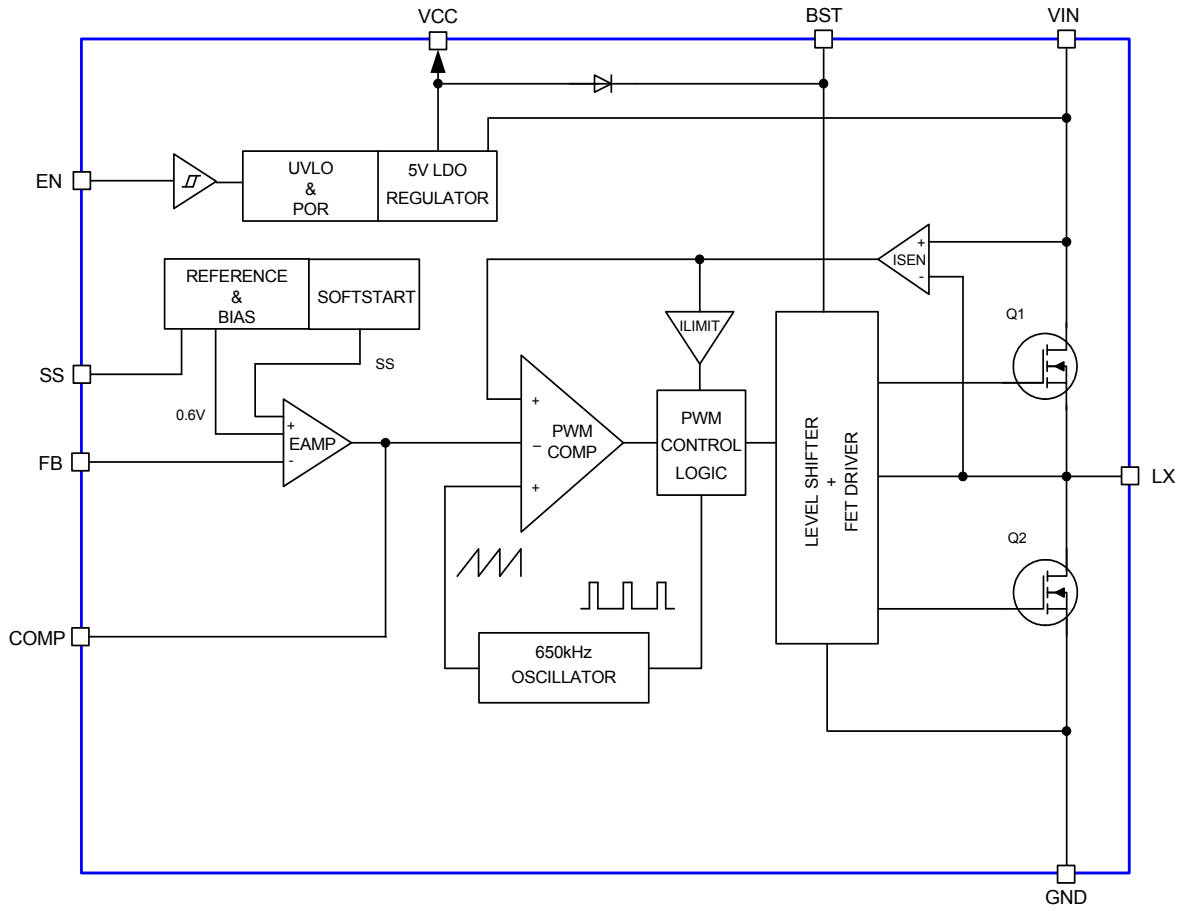 VCC
BST
VIN
EN
UVLO
&
POR
5V LDO
REGULATOR
REFERENCE
&
BIAS
SOFTSTART
+
ISEN
-
Q1
ILIMIT
SS
SS
0.6V
+
EAMP
-
FB
+
– PWM
COMP
+
PWM
CONTROL
LOGIC
LEVEL SHIFTER
+
FET DRIVER
LX
Q2
COMP
650kHz
OSCILLATOR
GND